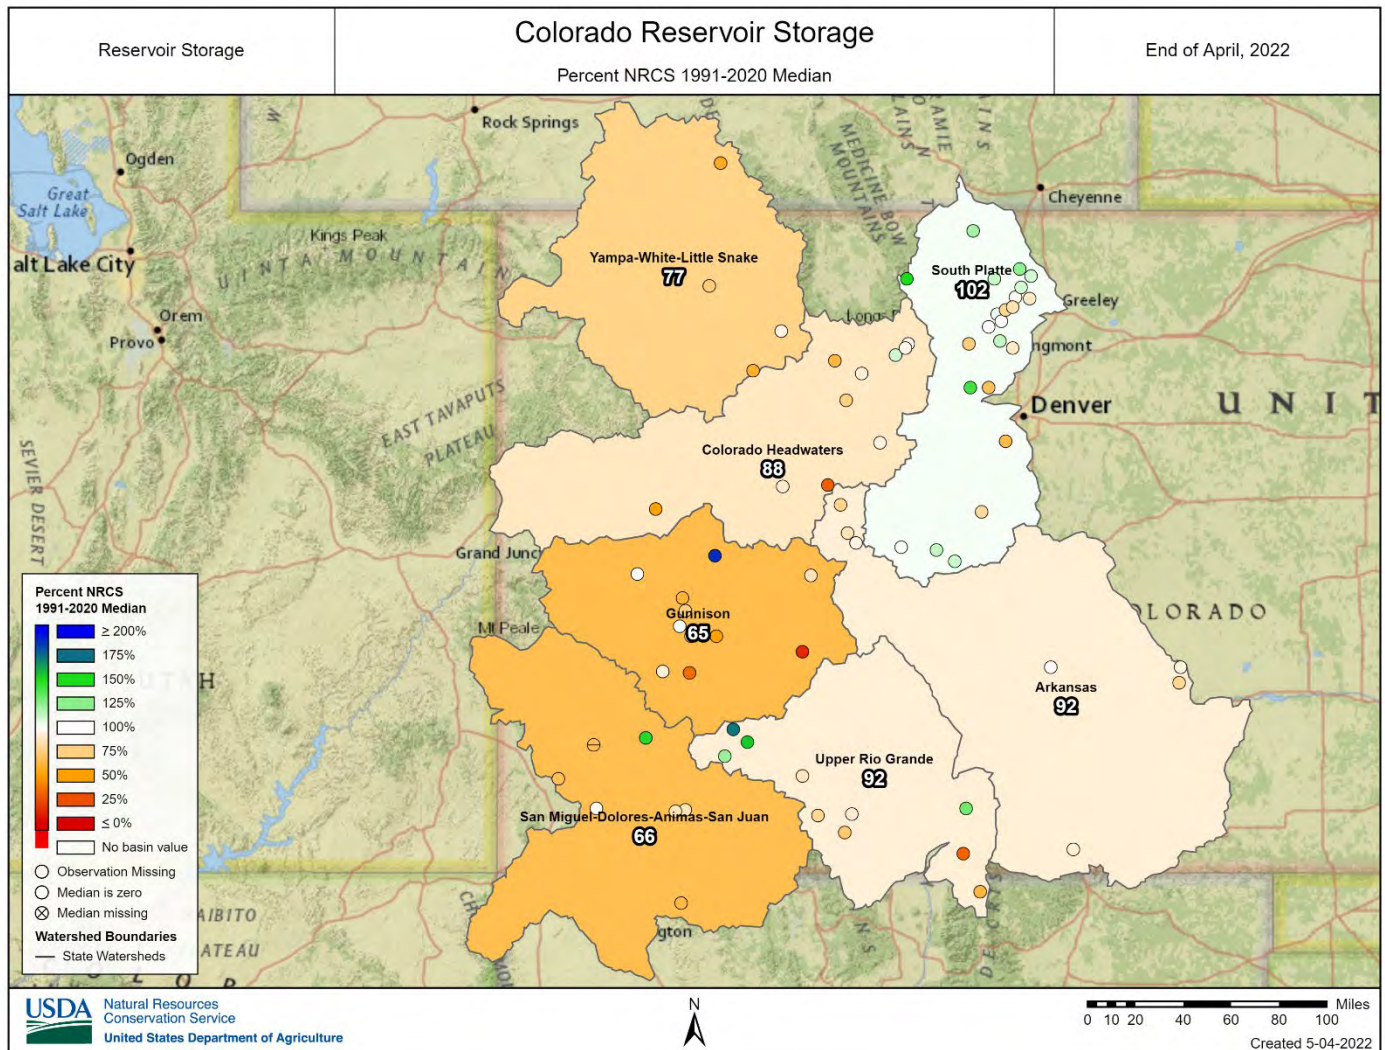 Reservoir Storage
Colorado Reservoir Storage
Percent NRCS 1991-2020 Median
End of April, 2022
Rock Springs
Ogden
Great
Salt Lake
Cheyenne
MEDICINE BOW
MOUNTAINS
Kings Peak
UINTA MOUNTAIN
alt Lake City
Yampa-White-Little Snake
77
South Platte
102
Greeley
Orem
Provo
Long
ngmont
EAST TAVAPUTS
PLATEAU
Denver
UNIT
SEVIER DESERT
Colorado Headwaters
88
Grand Junc
Gunnison
65
Mt Peale
OLORADO
UTAH
Arkansas
92
Upper Rio Grande
92
San Miguel-Dolores-Animas-San Juan
66
AIBITO
LATEAU
gton
Percent NRCS
1991-2020 Median
≥ 200%
175%
150%
125%
100%
75%
50%
25%
≤ 0%
No basin value
Observation Missing
Median is zero
Median missing
Watershed Boundaries
State Watersheds
USDA
Natural Resources
Conservation Service
United States Department of Agriculture
N
Miles
0 10 20 40 60 80 100
Created 5-04-2022